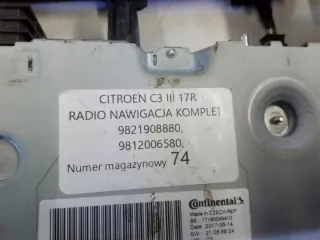 CITROEN C3 III 17R
RADIO NAWIGACJA KOMPLET
9821908880,
9812006580,
Numer magazynowy 74
Continental
Made in CZECH REP
Date: 2017-05-14